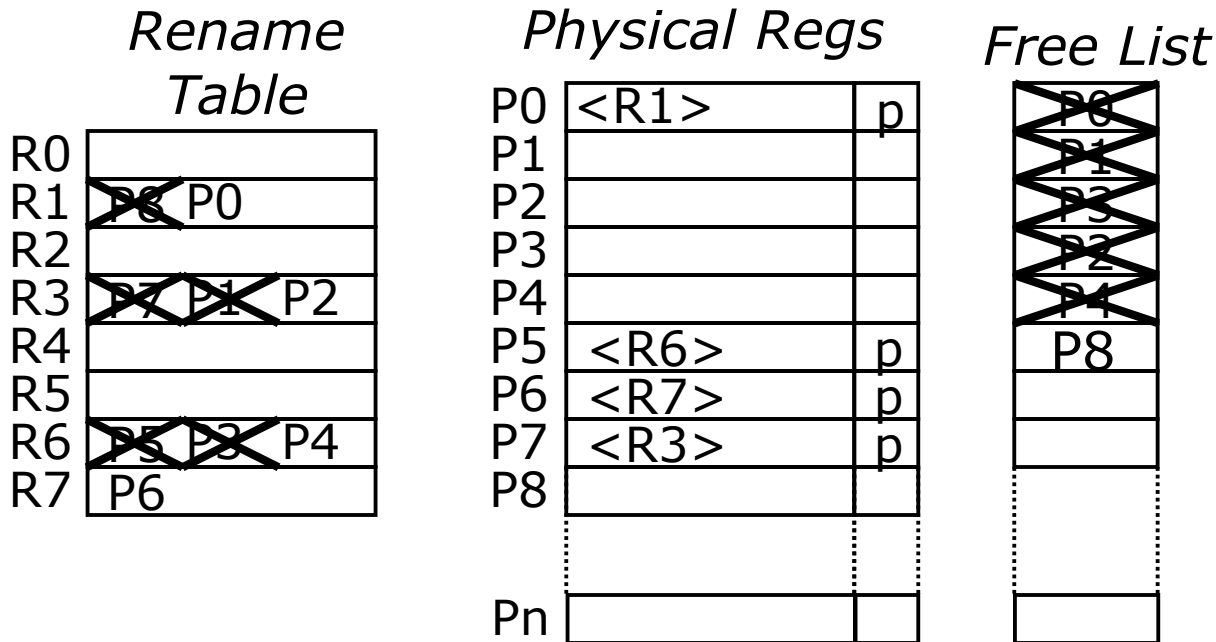 Rename
Table
R0
R1 P8 P0
R2
R3 P7 P1 P2
R4
R5
R6 P5 P3 P4
R7 P6
Physical Regs
P0 <R1> p
P1
P2
P3
P4
P5 <R6> p
P6 <R7> p
P7 <R3> p
P8
Pn
Free List
P0
P1
P3
P2
P4
P8